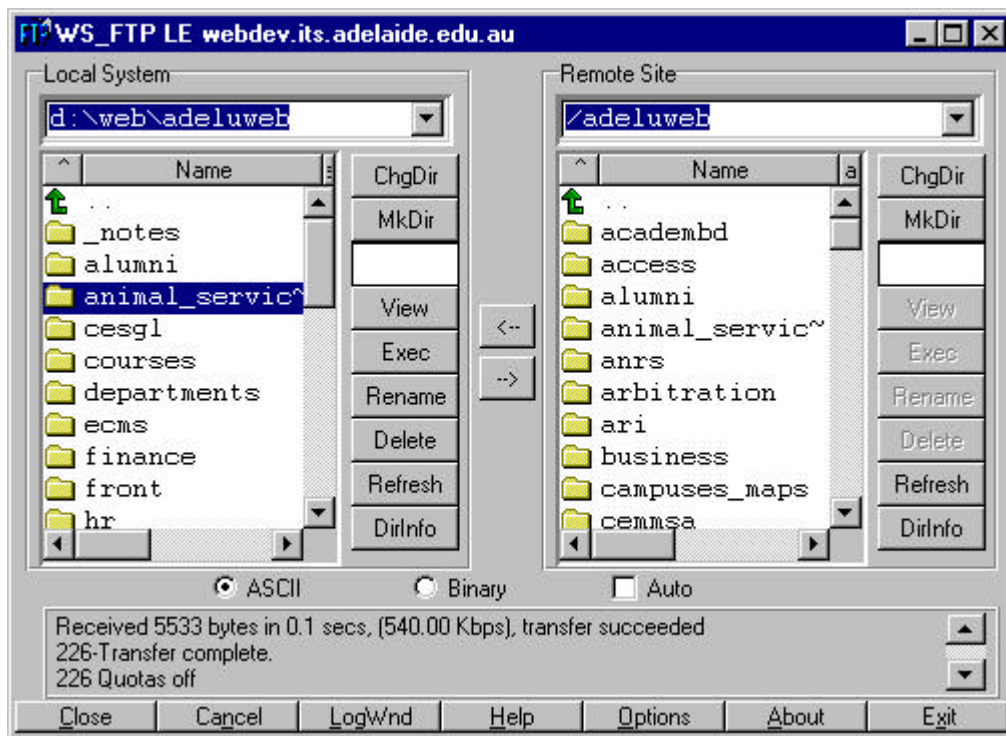 FTP WS_FTP LE webdev.its.adelaide.edu.au
Local System
d:\web\adeluweb
^ Name
..
_notes
alumni
animal_servic~
cesgl
courses
departments
ecms
finance
front
hr
ChgDir
MkDir
View
Exec
Rename
Delete
Refresh
DirInfo
<--
-->
Remote Site
/adeluweb
^ Name a
..
academbd
access
alumni
animal_servic~
anrs
arbitration
ari
business
campuses_maps
cemmsa
ChgDir
MkDir
View
Exec
Rename
Delete
Refresh
DirInfo
ASCII Binary Auto
Received 5533 bytes in 0.1 secs, (540.00 Kbps), transfer succeeded
226-Transfer complete.
226 Quotas off
Close Cancel LogWnd Help Options About Exit